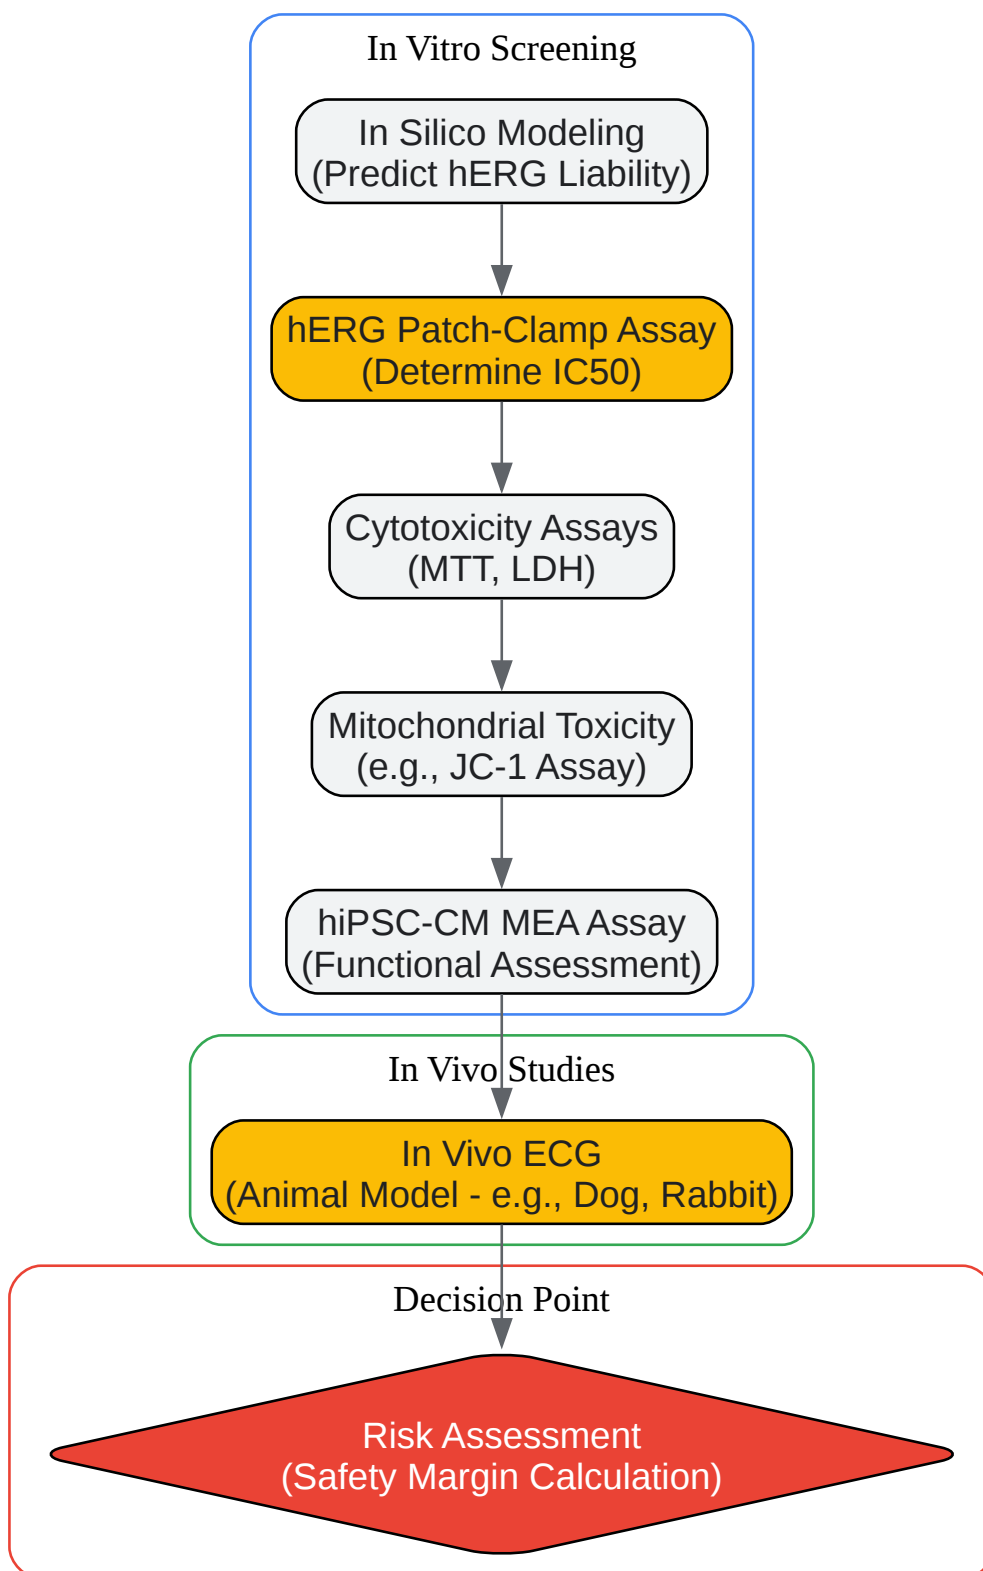 In Vitro Screening
In Silico Modeling
(Predict hERG Liability)
hERG Patch-Clamp Assay
(Determine IC50)
Cytotoxicity Assays
(MTT, LDH)
Mitochondrial Toxicity
(e.g., JC-1 Assay)
hiPSC-CM MEA Assay
(Functional Assessment)
In Vivo Studies
In Vivo ECG
(Animal Model - e.g., Dog, Rabbit)
Decision Point
Risk Assessment
(Safety Margin Calculation)